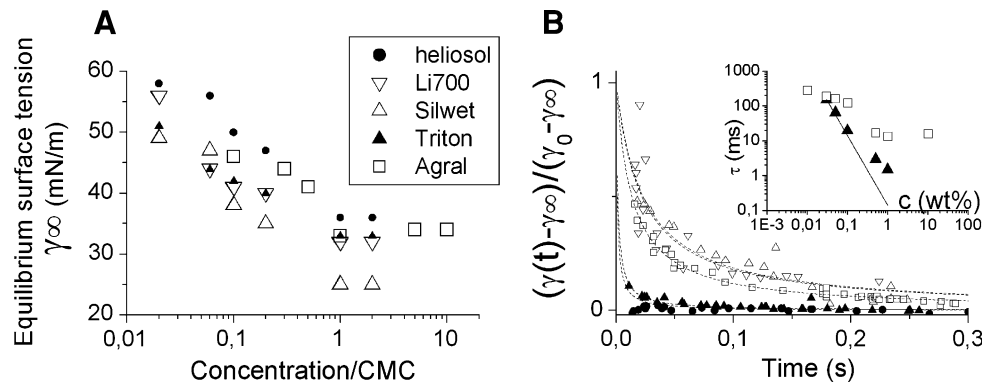 A
Equilibrium surface tension
γ∞ (mN/m)
60
50
40
30
20
0,01
0,1
1
10
Concentration/CMC
heliosol
Li700
Silwet
Triton
Agral
B
(γ(t)-γ∞)/(γ0-γ∞)
1
0
0,0
0,1
0,2
0,3
Time (s)
τ (ms)
1000
100
10
1
0,1
1E-3
0,01
0,1
1
10
100
c (wt%)